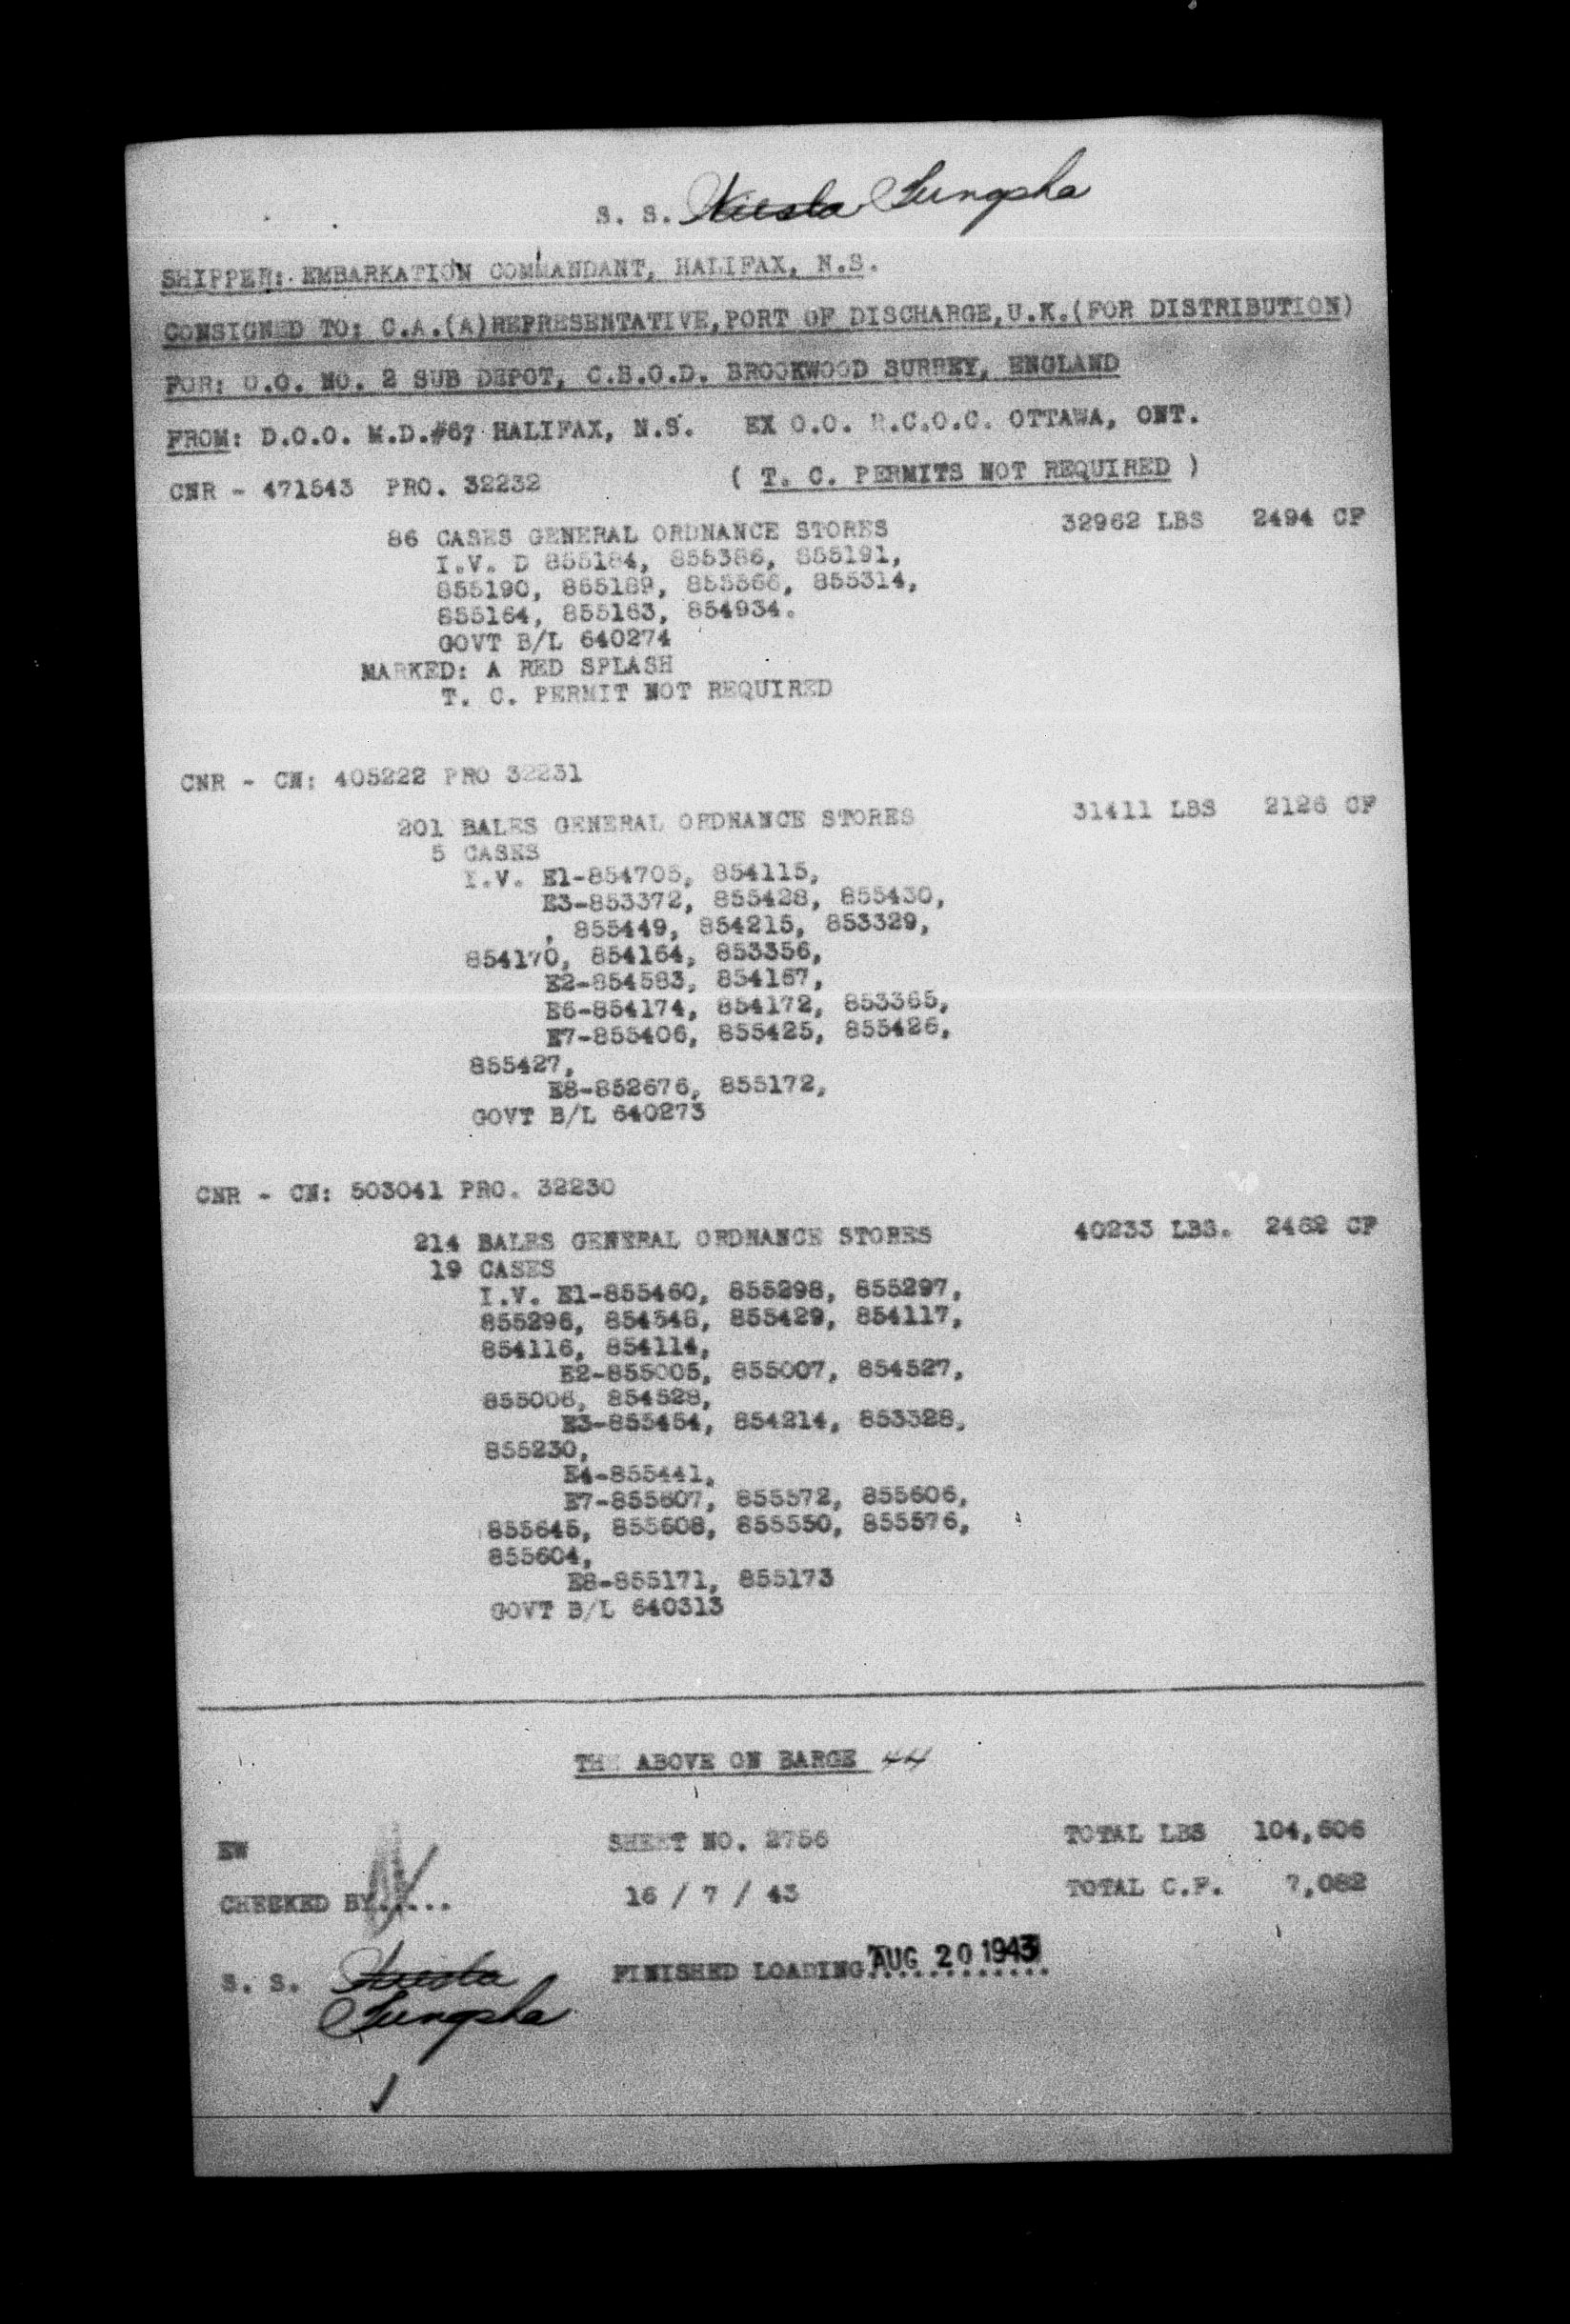 S. S. Sungpha
SHIPPER: EMBARKATION COMMANDANT, HALIFAX, N.S.
CONSIGNED TO: C.A.(A)REPRESENTATIVE,PORT OF DISCHARGE,U.K.(FOR DISTRIBUTION)
FOR: O.O. NO. 2 SUB DEPOT, C.B.O.D. BROOKWOOD SURREY, ENGLAND
FROM: D.O.O. M.D.#6, HALIFAX, N.S. EX O.O. R.C.O.C. OTTAWA, ONT.
CNR - 471543 PRO. 32232 ( T. C. PERMITS NOT REQUIRED )
86 CASES GENERAL ORDNANCE STORES 32962 LBS 2494 CF
I.V. D 855184, 855386, 855191,
855190, 855189, 855566, 855314,
855164, 855163, 854934.
GOVT B/L 640274
MARKED: A RED SPLASH
T. C. PERMIT NOT REQUIRED
CNR - CN: 405222 PRO 32231
201 BALES GENERAL ORDNANCE STORES 31411 LBS 2126 CF
5 CASES
I.V. E1-854705, 854115,
E3-853372, 855428, 855430,
, 855449, 854215, 853329,
854170, 854164, 853356,
E2-854583, 854167,
E6-854174, 854172, 853365,
E7-855406, 855425, 855426,
855427,
E8-852676, 855172,
GOVT B/L 640273
CNR - CN: 503041 PRO. 32230
214 BALES GENERAL ORDNANCE STORES 40233 LBS. 2462 CF
19 CASES
I.V. E1-855460, 855298, 855297,
855296, 854548, 855429, 854117,
854116, 854114,
E2-855005, 855007, 854527,
855006, 854528,
E3-855454, 854214, 853328,
855230,
E4-855441,
E7-855607, 855572, 855606,
855645, 855608, 855550, 855576,
855604,
E8-855171, 855173
GOVT B/L 640313
THE ABOVE ON BARGE 44
EW SHEET NO. 2756 TOTAL LBS 104,606
CHECKED BY..... 16 / 7 / 43 TOTAL C.F. 7,082
S. S. FINISHED LOADING.AUG 20 1943
Sungpha